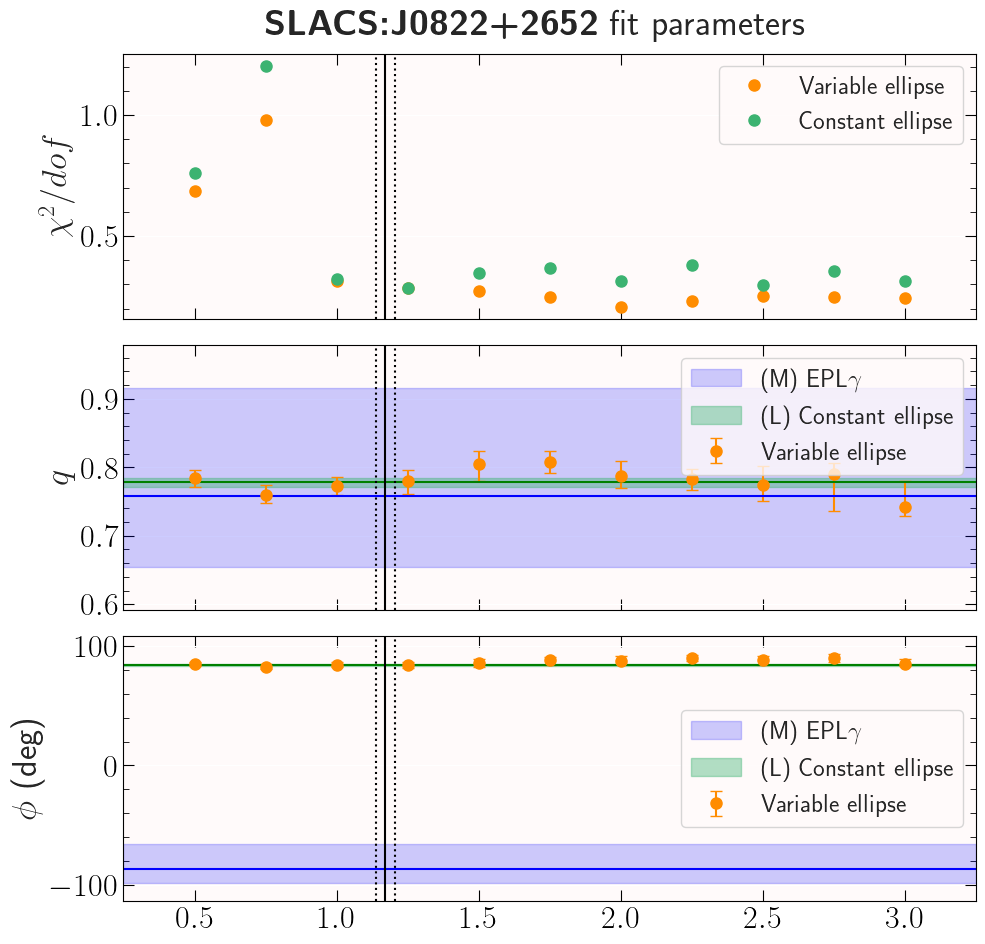 SLACS:J0822+2652 fit parameters
Variable ellipse
Constant ellipse
1.0
0.5
χ²/dof
(M) EPLγ
(L) Constant ellipse
Variable ellipse
0.9
0.8
0.7
0.6
q
100
0
−100
ϕ (deg)
(M) EPLγ
(L) Constant ellipse
Variable ellipse
0.5 1.0 1.5 2.0 2.5 3.0